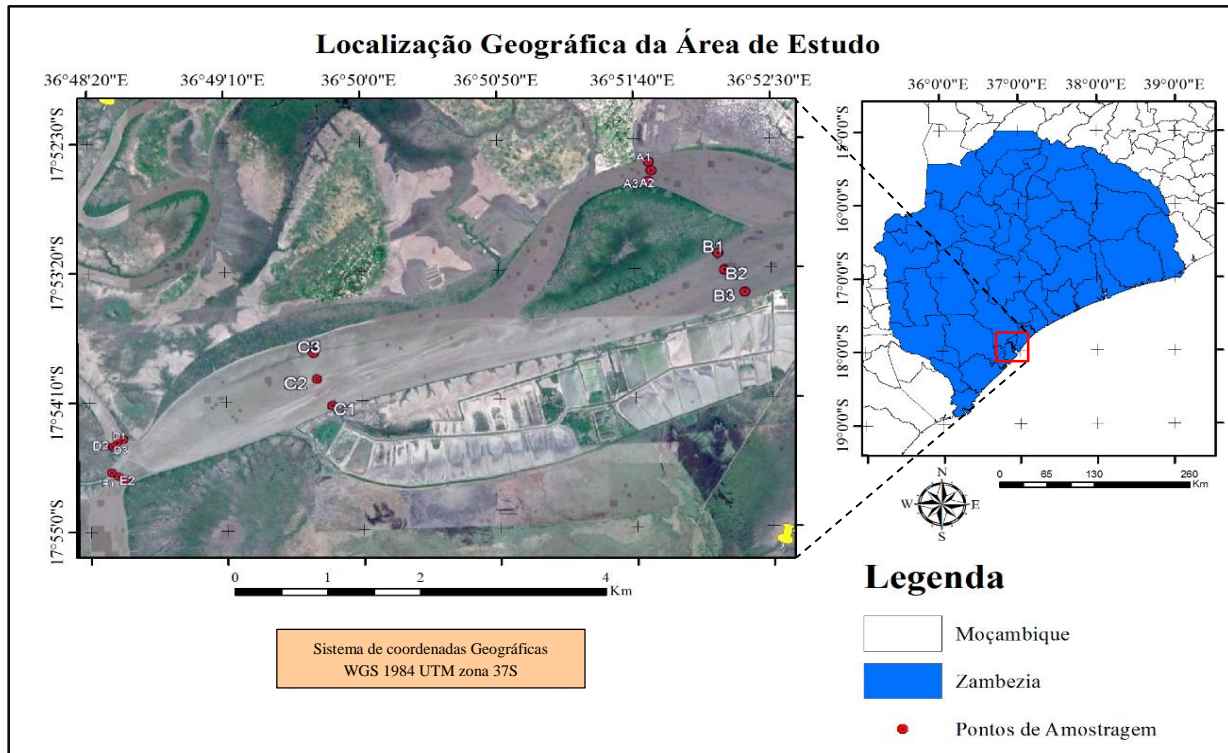 Localização Geográfica da Área de Estudo
36°48'20"E 36°49'10"E 36°50'0"E 36°50'50"E 36°51'40"E 36°52'30"E
17°52'30"S
17°53'20"S
17°54'10"S
17°55'0"S
A1
A3 A2
B1
B2
B3
C3
C2
C1
D1
D2
D3
E2
0 1 2 4
Km
Sistema de coordenadas Geográficas
WGS 1984 UTM zona 37S
36°0'0"E 37°0'0"E 38°0'0"E 39°0'0"E
15°0'0"S
16°0'0"S
17°0'0"S
18°0'0"S
19°0'0"S
0 65 130 260
Km
N
W E
S
Legenda
Moçambique
Zambezia
Pontos de Amostragem